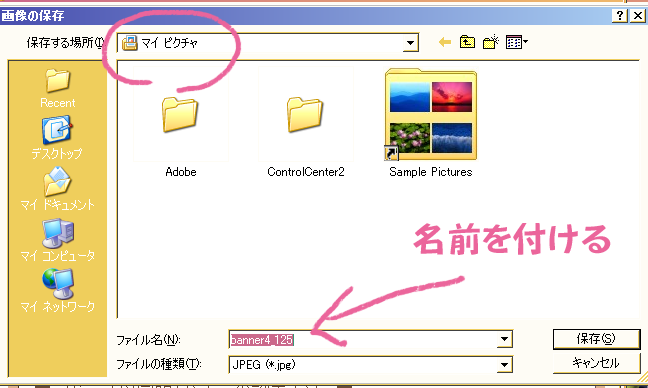 画像の保存
保存する場所(I):
マイ ピクチャ
Recent
デスクトップ
マイ ドキュメント
マイ コンピュータ
マイ ネットワーク
Adobe
ControlCenter2
Sample Pictures
名前を付ける
ファイル名(N):
banner4_125
保存(S)
ファイルの種類(T):
JPEG (*.jpg)
キャンセル